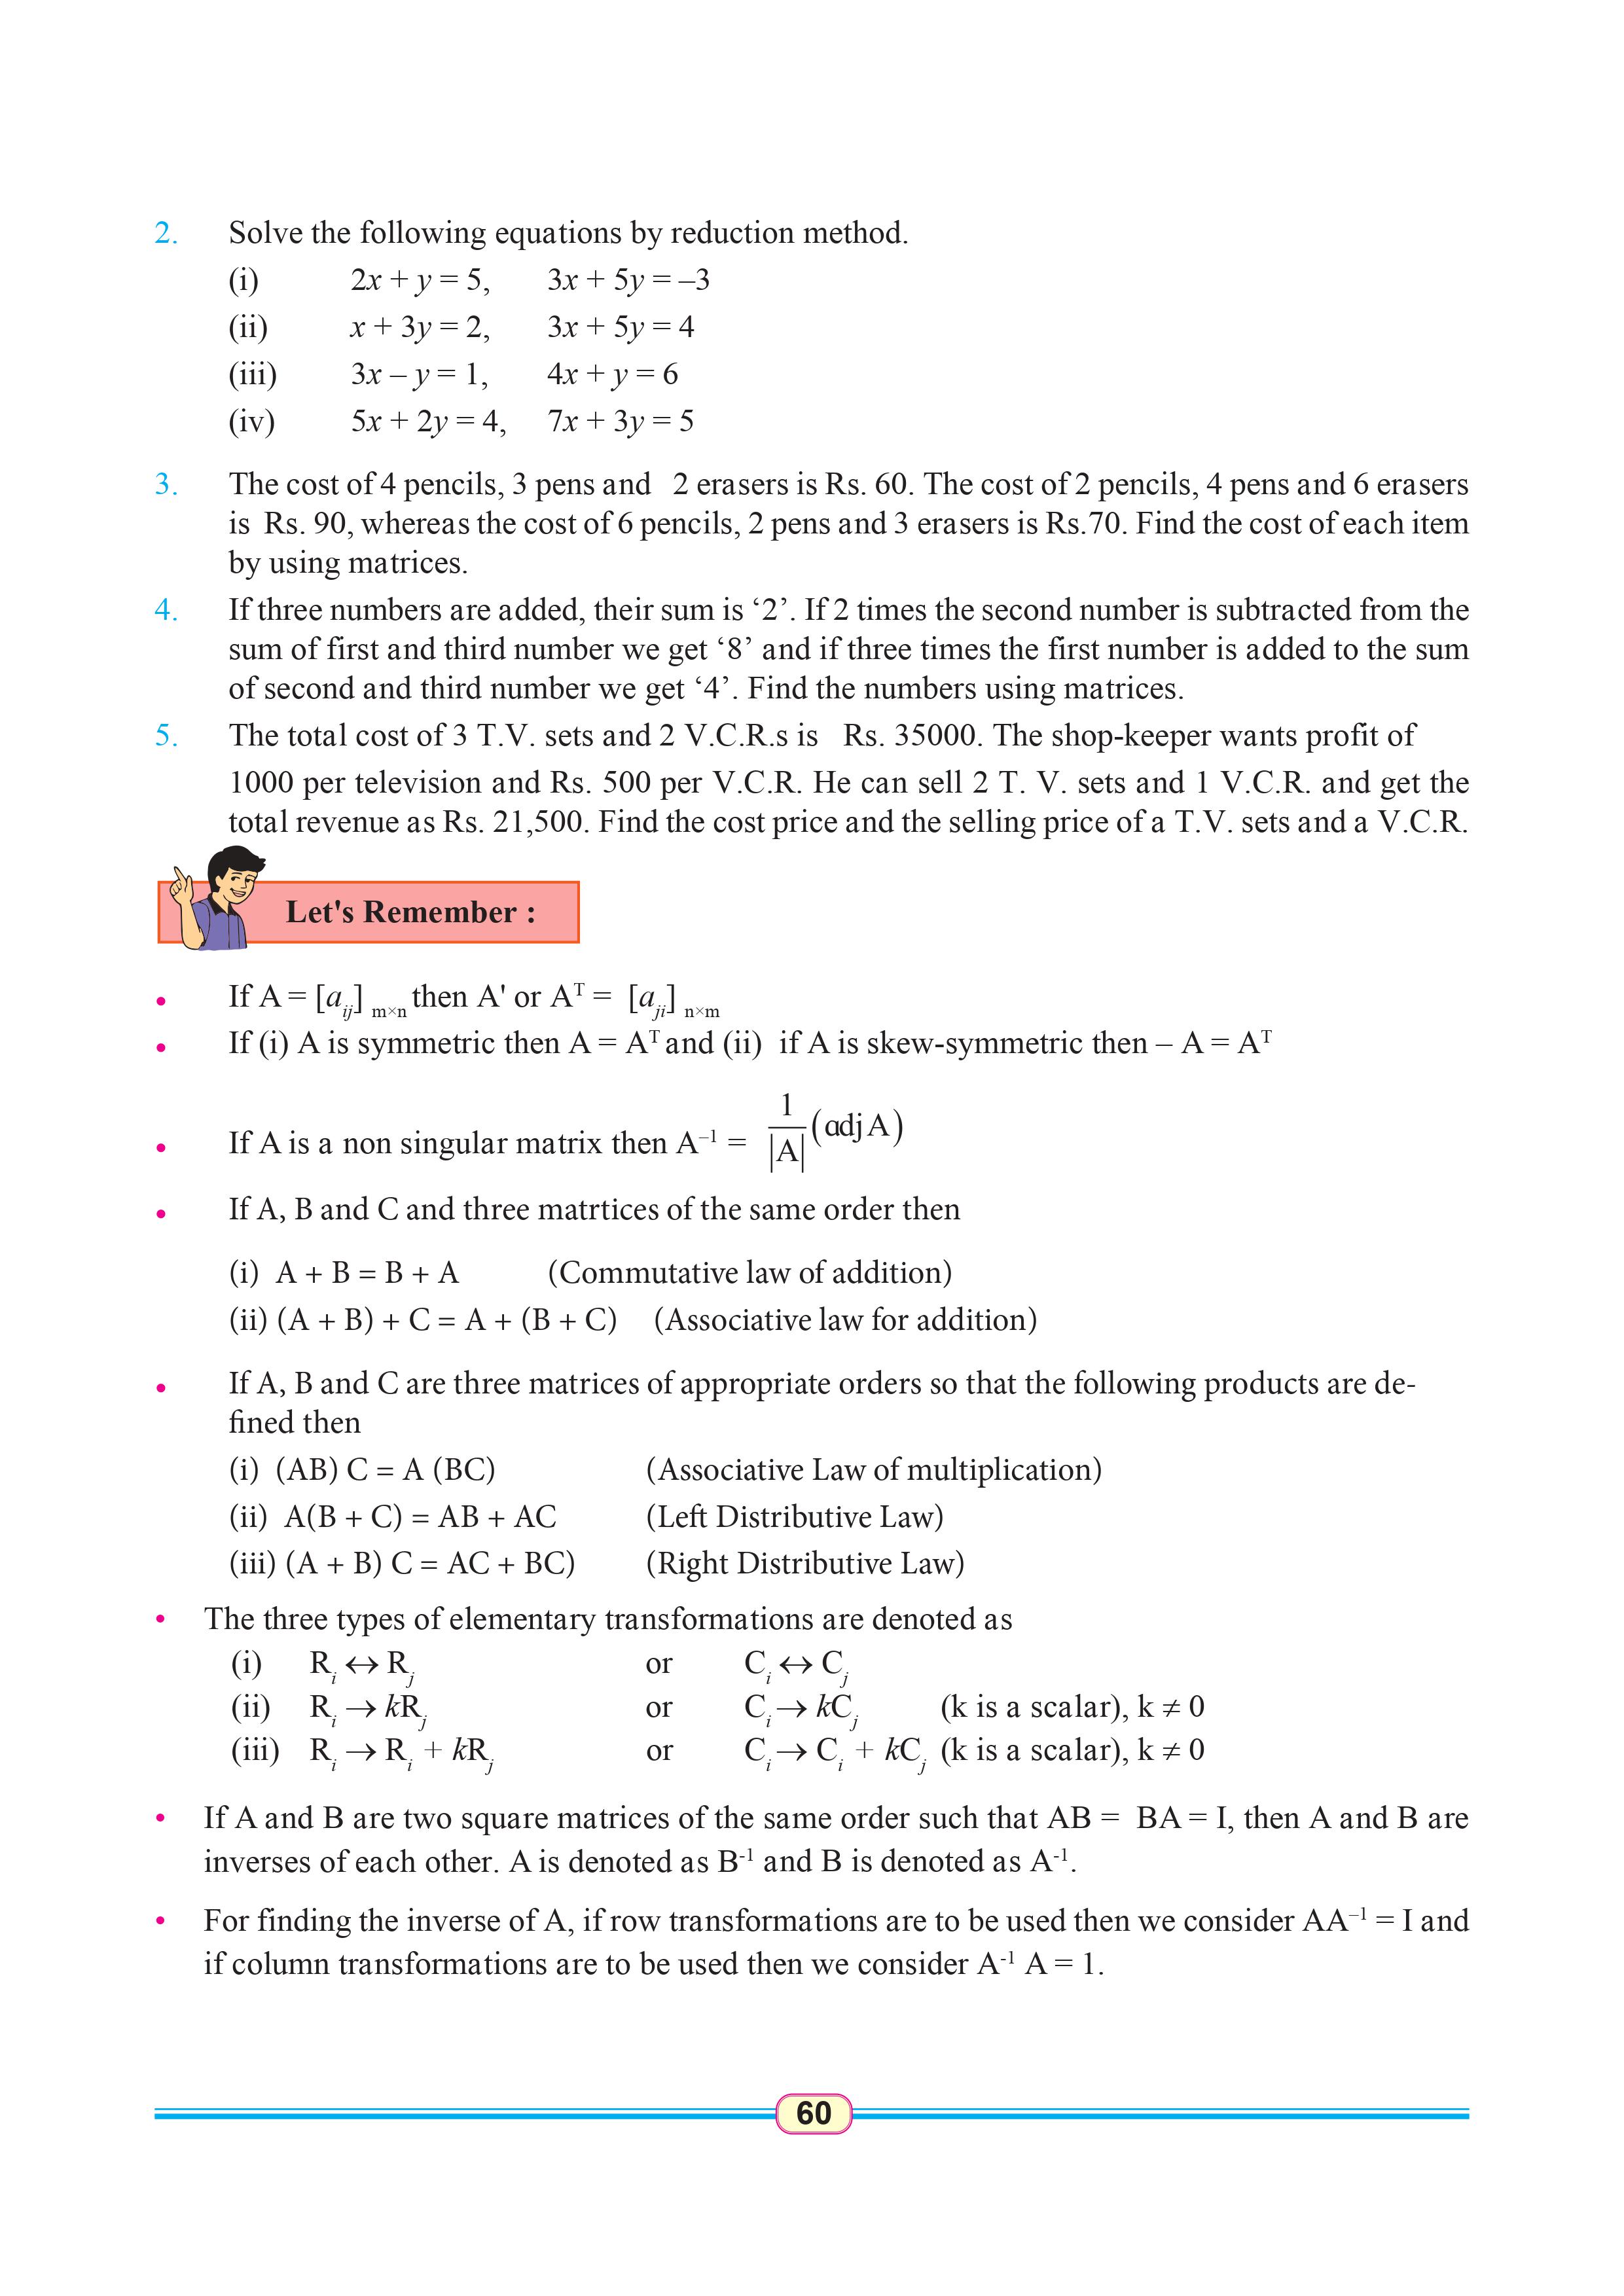 2. Solve the following equations by reduction method.
(i) 2x + y = 5, 3x + 5y = –3
(ii) x + 3y = 2, 3x + 5y = 4
(iii) 3x – y = 1, 4x + y = 6
(iv) 5x + 2y = 4, 7x + 3y = 5
3. The cost of 4 pencils, 3 pens and 2 erasers is Rs. 60. The cost of 2 pencils, 4 pens and 6 erasers
is Rs. 90, whereas the cost of 6 pencils, 2 pens and 3 erasers is Rs.70. Find the cost of each item
by using matrices.
4. If three numbers are added, their sum is ‘2’. If 2 times the second number is subtracted from the
sum of first and third number we get ‘8’ and if three times the first number is added to the sum
of second and third number we get ‘4’. Find the numbers using matrices.
5. The total cost of 3 T.V. sets and 2 V.C.R.s is Rs. 35000. The shop-keeper wants profit of
1000 per television and Rs. 500 per V.C.R. He can sell 2 T. V. sets and 1 V.C.R. and get the
total revenue as Rs. 21,500. Find the cost price and the selling price of a T.V. sets and a V.C.R.
Let's Remember :
• If A = [a_ij] m×n then A' or A^T = [a_ji] n×m
• If (i) A is symmetric then A = A^T and (ii) if A is skew-symmetric then – A = A^T
• If A is a non singular matrix then A^–1 = 1/|A| (adj A)
• If A, B and C and three matrtices of the same order then
(i) A + B = B + A (Commutative law of addition)
(ii) (A + B) + C = A + (B + C) (Associative law for addition)
• If A, B and C are three matrices of appropriate orders so that the following products are de-
fined then
(i) (AB) C = A (BC) (Associative Law of multiplication)
(ii) A(B + C) = AB + AC (Left Distributive Law)
(iii) (A + B) C = AC + BC) (Right Distributive Law)
• The three types of elementary transformations are denoted as
(i) R_i ↔ R_j or C_i ↔ C_j
(ii) R_i → kR_j or C_i → kC_j (k is a scalar), k ≠ 0
(iii) R_i → R_i + kR_j or C_i → C_i + kC_j (k is a scalar), k ≠ 0
• If A and B are two square matrices of the same order such that AB = BA = I, then A and B are
inverses of each other. A is denoted as B^-1 and B is denoted as A^-1.
• For finding the inverse of A, if row transformations are to be used then we consider AA^–1 = I and
if column transformations are to be used then we consider A^-1 A = 1.
60